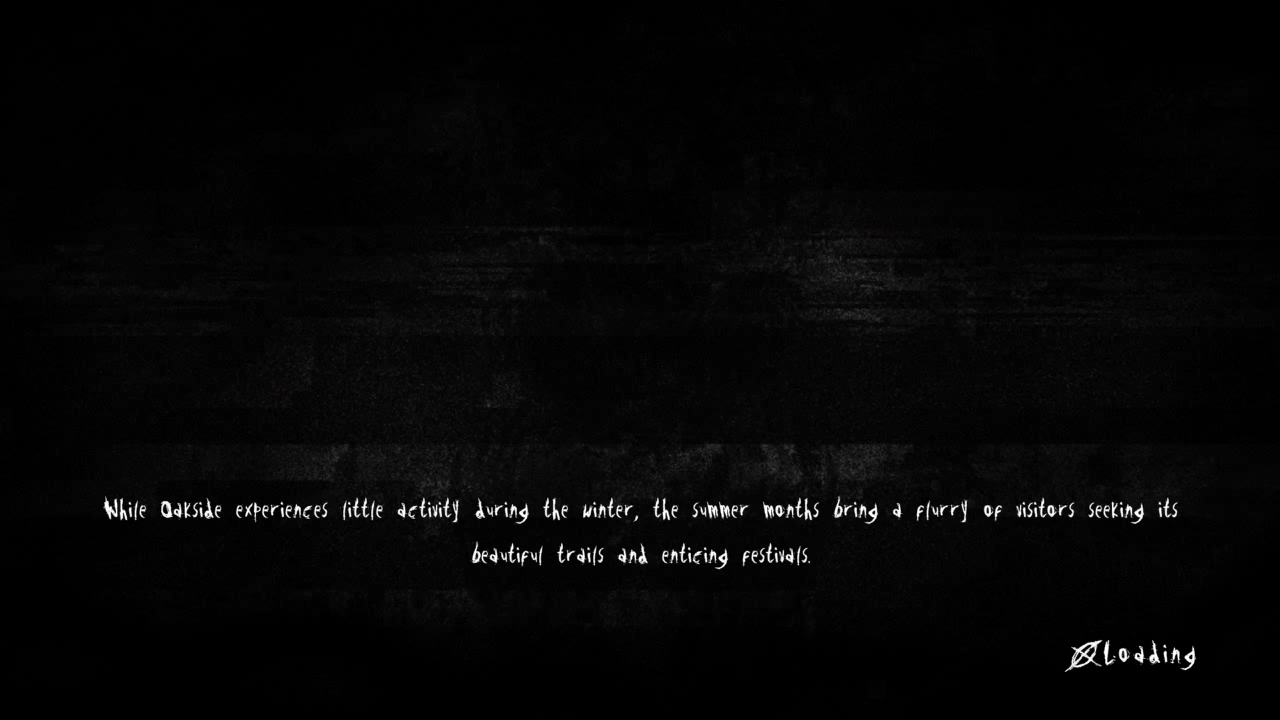 While Oakside experiences little activity during the winter, the summer months bring a flurry of visitors seeking its
beautiful trails and enticing festivals.
Loading